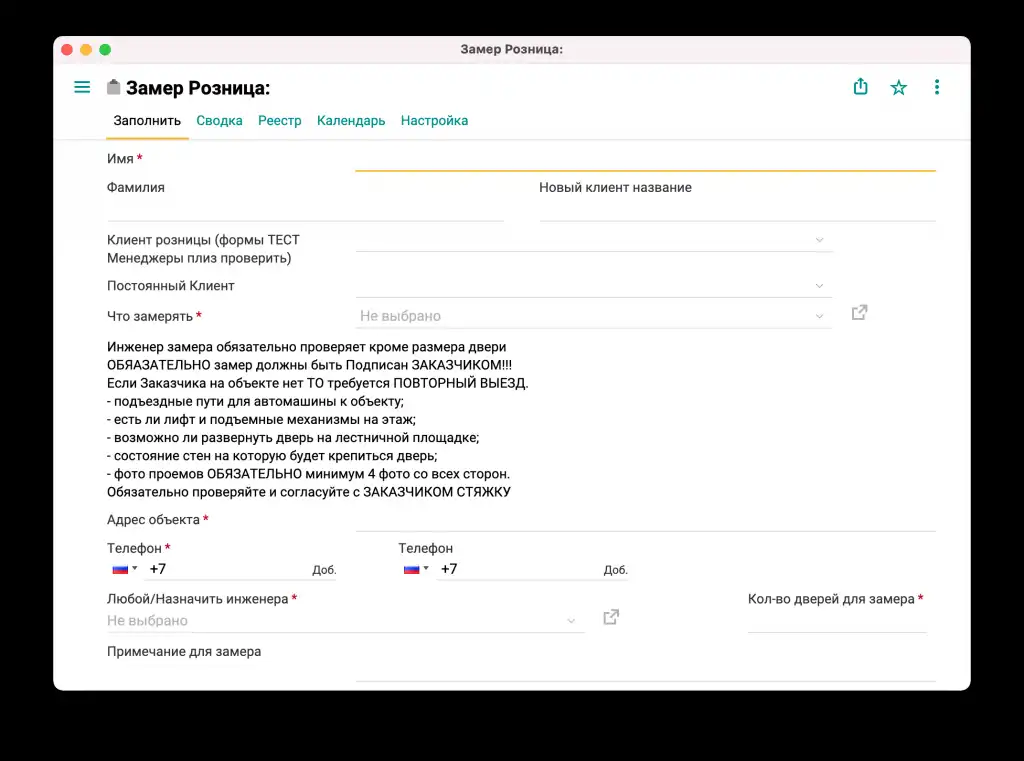 Замер Розница:
Замер Розница:
Заполнить Сводка Реестр Календарь Настройка
Имя *
Фамилия Новый клиент название
Клиент розницы (формы ТЕСТ
Менеджеры плиз проверить)
Постоянный Клиент
Что замерять * Не выбрано
Инженер замера обязательно проверяет кроме размера двери
ОБЯАЗАТЕЛЬНО замер должны быть Подписан ЗАКАЗЧИКОМ!!!
Если Заказчика на объекте нет ТО требуется ПОВТОРНЫЙ ВЫЕЗД.
- подъездные пути для автомашины к объекту;
- есть ли лифт и подъемные механизмы на этаж;
- возможно ли развернуть дверь на лестничной площадке;
- состояние стен на которую будет крепиться дверь;
- фото проемов ОБЯЗАТЕЛЬНО минимум 4 фото со всех сторон.
Обязательно проверяйте и согласуйте с ЗАКАЗЧИКОМ СТЯЖКУ
Адрес объекта *
Телефон * Телефон
+7 Доб. +7 Доб.
Любой/Назначить инженера * Кол-во дверей для замера *
Не выбрано
Примечание для замера